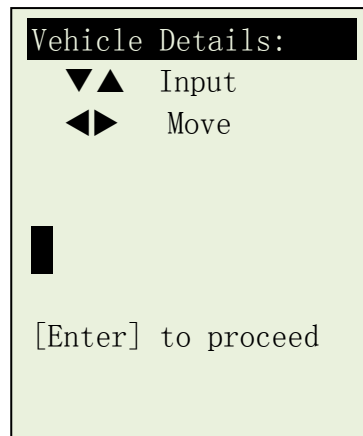 Vehicle Details:
▼▲ Input
◀▶ Move
[Enter] to proceed